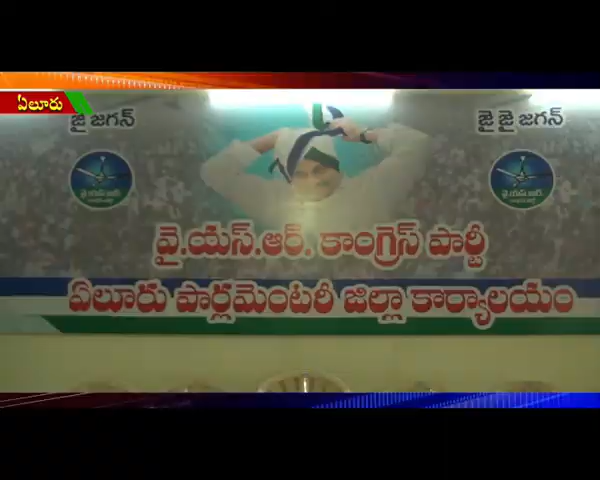 ఏలూరు
జై జగన్
జై జై జగన్
వై.యస్.ఆర్. కాంగ్రెస్ పార్టీ
ఏలూరు పార్లమెంటరీ జిల్లా కార్యాలయం